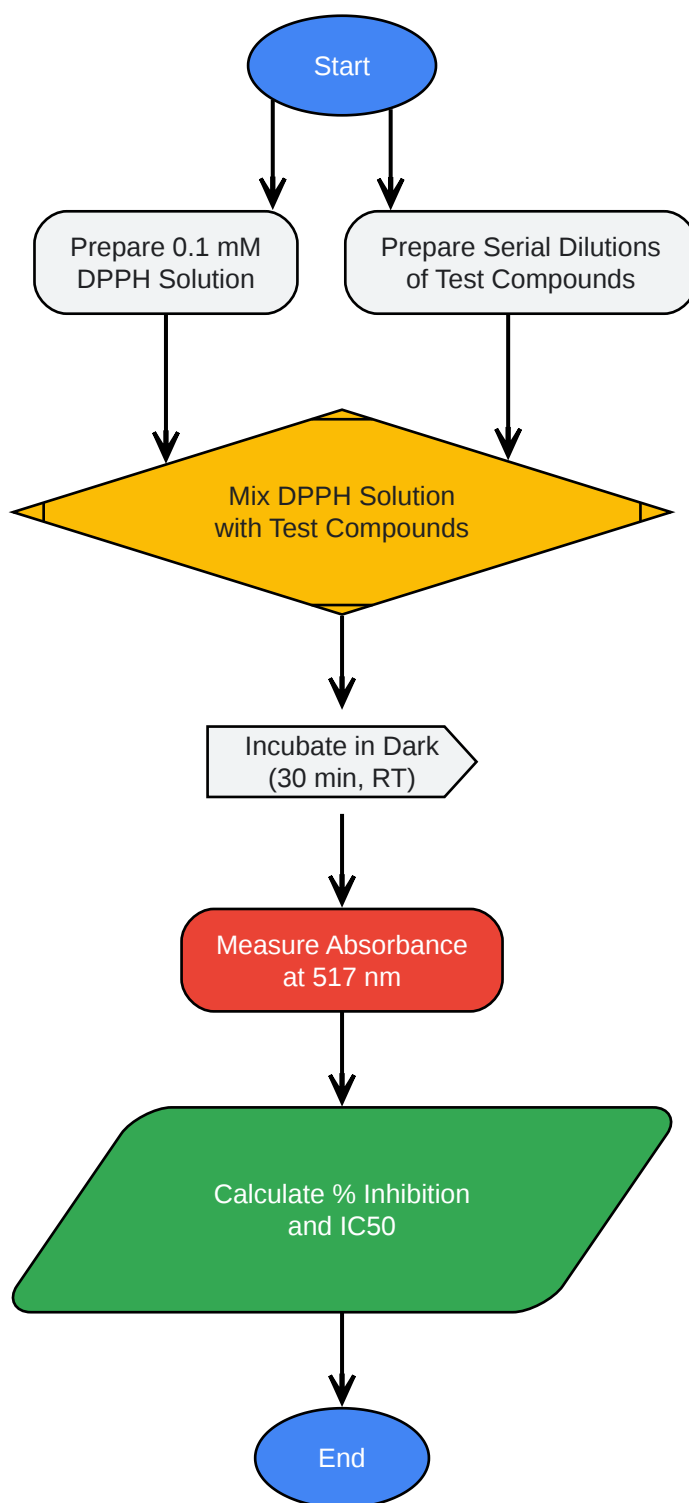 Start
Prepare 0.1 mM
DPPH Solution
Prepare Serial Dilutions
of Test Compounds
Mix DPPH Solution
with Test Compounds
Incubate in Dark
(30 min, RT)
Measure Absorbance
at 517 nm
Calculate % Inhibition
and IC50
End